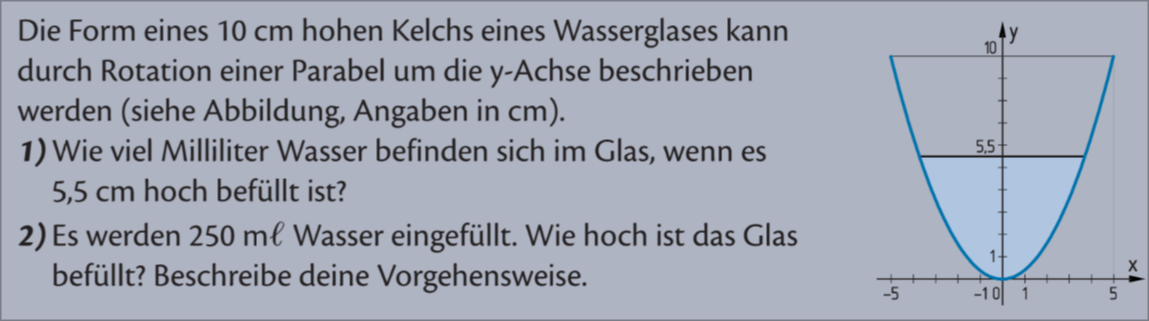 Die Form eines 10 cm hohen Kelchs eines Wasserglases kann
durch Rotation einer Parabel um die y-Achse beschrieben
werden (siehe Abbildung, Angaben in cm).
1) Wie viel Milliliter Wasser befinden sich im Glas, wenn es
5,5 cm hoch befüllt ist?
2) Es werden 250 mℓ Wasser eingefüllt. Wie hoch ist das Glas
befüllt? Beschreibe deine Vorgehensweise.
y
10
5,5
1
x
-5 -1 0 1 5